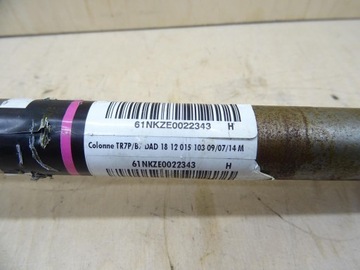 61NKZE0022343 H
Colonne TR7P/B. DAD 18 12 015 103 09/07/14 M
61NKZE0022343 H